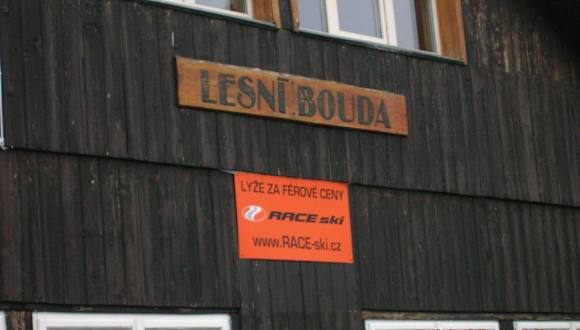 LESNÍ BOUDA
LYŽE ZA FÉROVÉ CENY
RACE ski
www.RACE-ski.cz